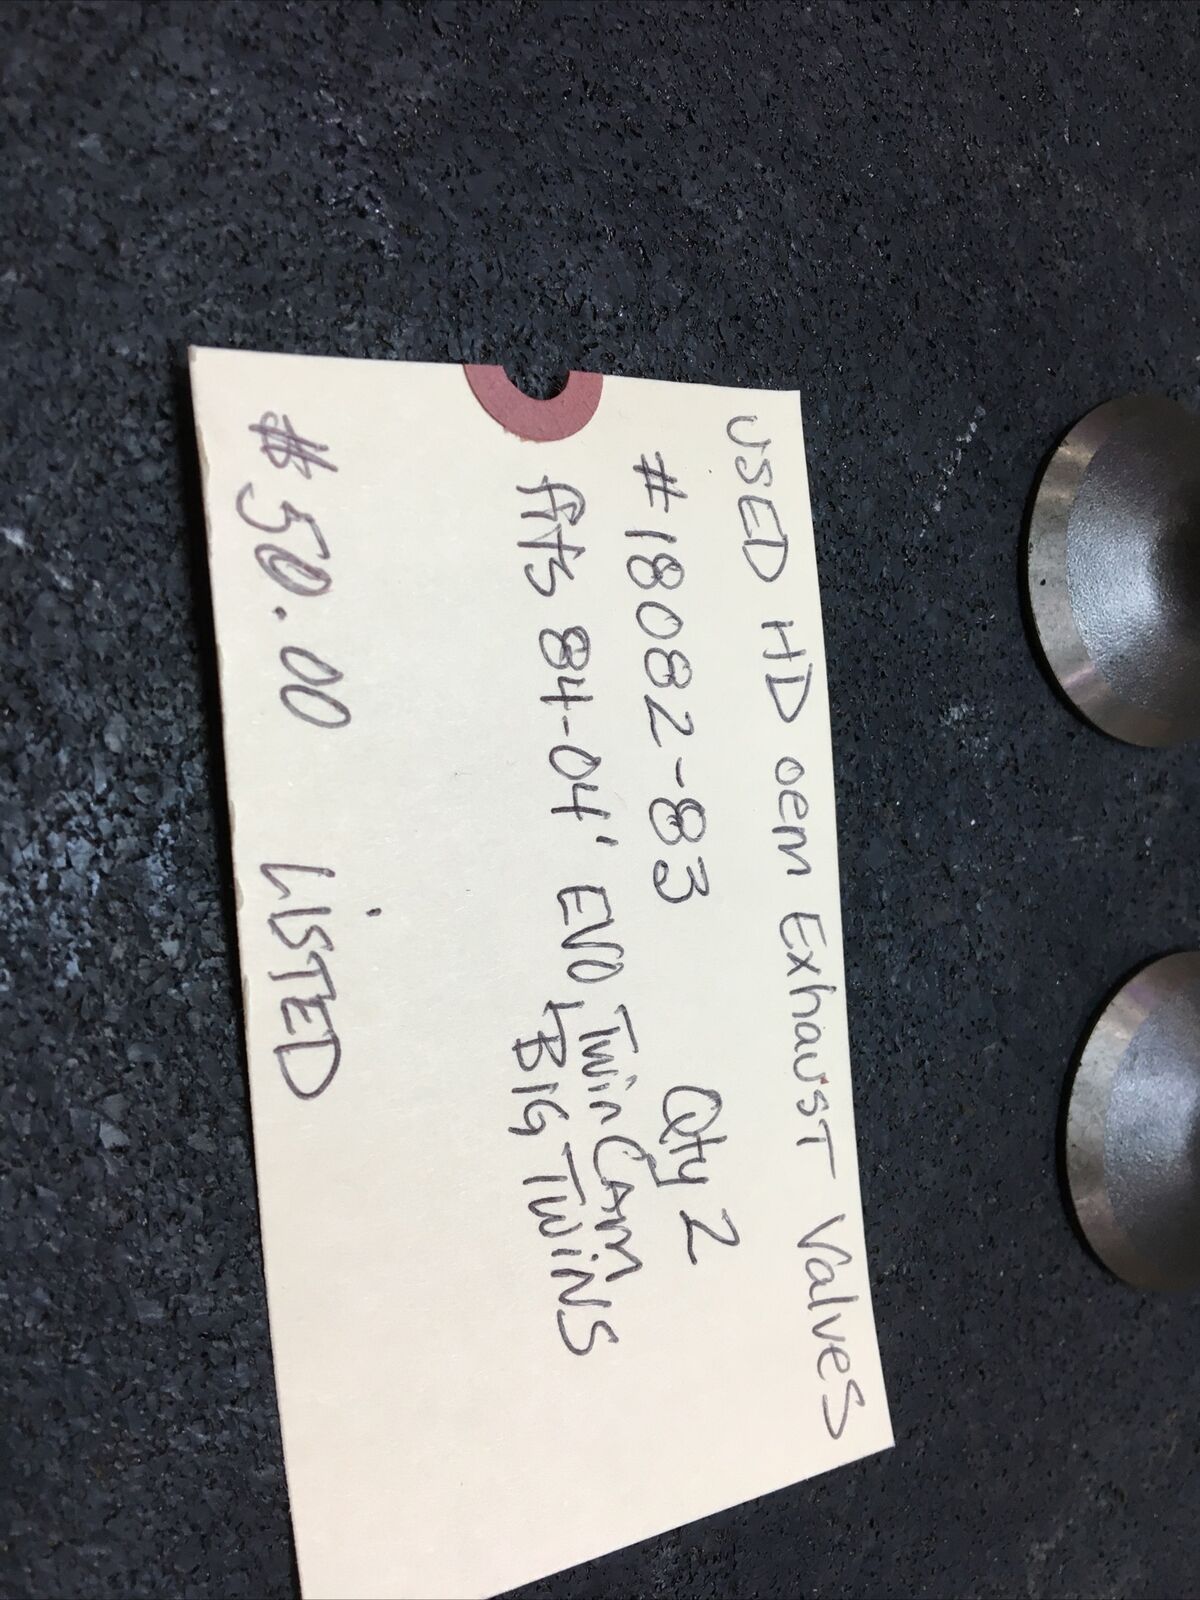 USED HD oem Exhaust Valves
#18082-83 Qty 2
fits 84-04' EVO, Twin CAM
BIG TWINS
$50.00 LISTED